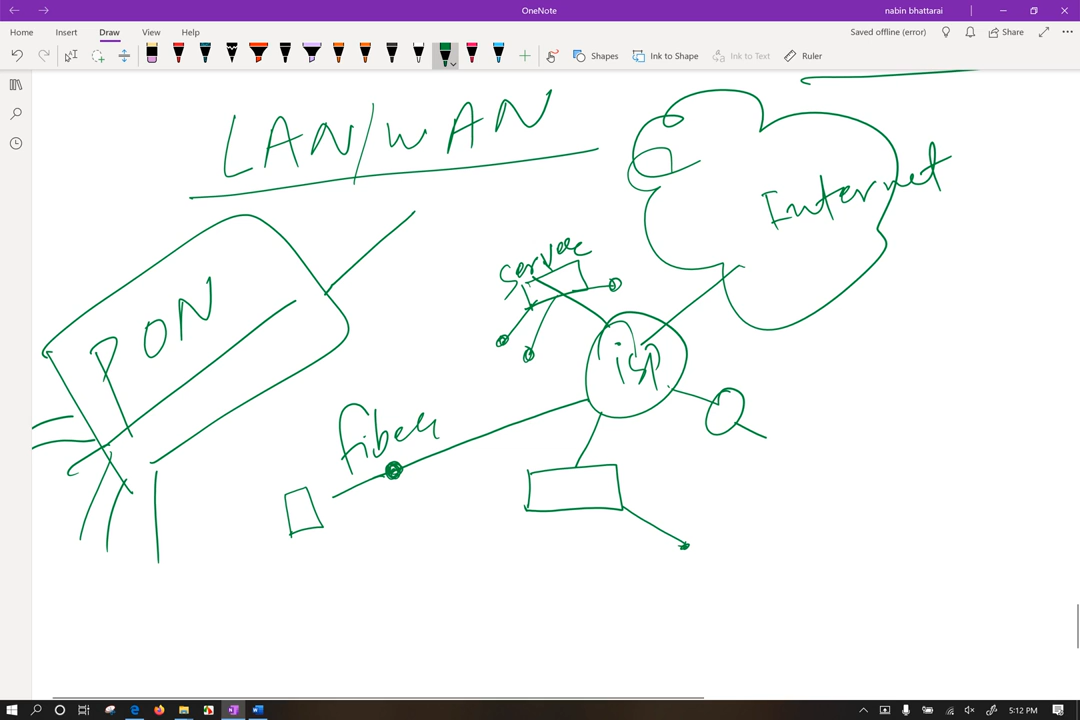 OneNote
nabin bhattarai
Home Insert Draw View Help
Saved offline (error)
Share
Shapes
Ink to Shape
Ink to Text
Ruler
LAN/WAN
Internet
server
PON
isp
fiber
5:12 PM